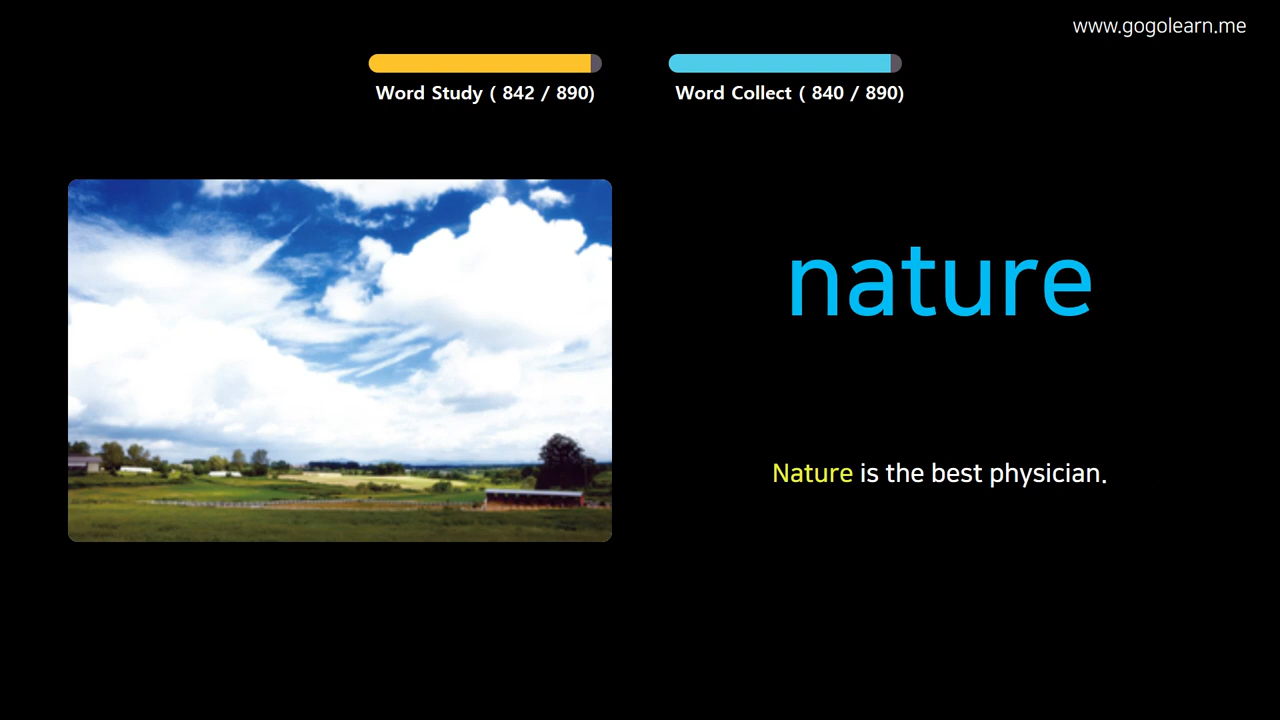 www.gogolearn.me
Word Study ( 842 / 890)
Word Collect ( 840 / 890)
nature
Nature is the best physician.